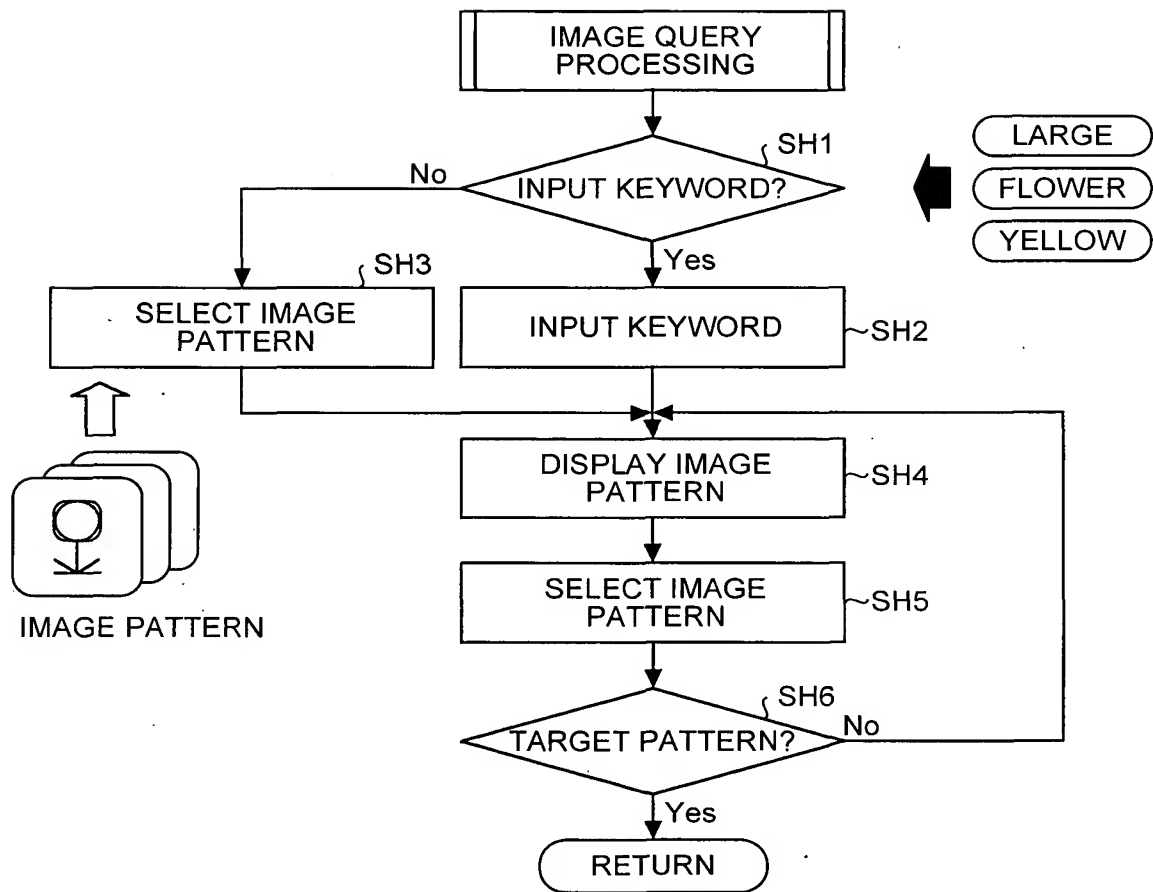 IMAGE QUERY
PROCESSING
SH1
INPUT KEYWORD?
No
Yes
LARGE
FLOWER
YELLOW
SH3
SELECT IMAGE
PATTERN
INPUT KEYWORD
SH2
IMAGE PATTERN
DISPLAY IMAGE
PATTERN
SH4
SELECT IMAGE
PATTERN
SH5
SH6
TARGET PATTERN?
No
Yes
RETURN